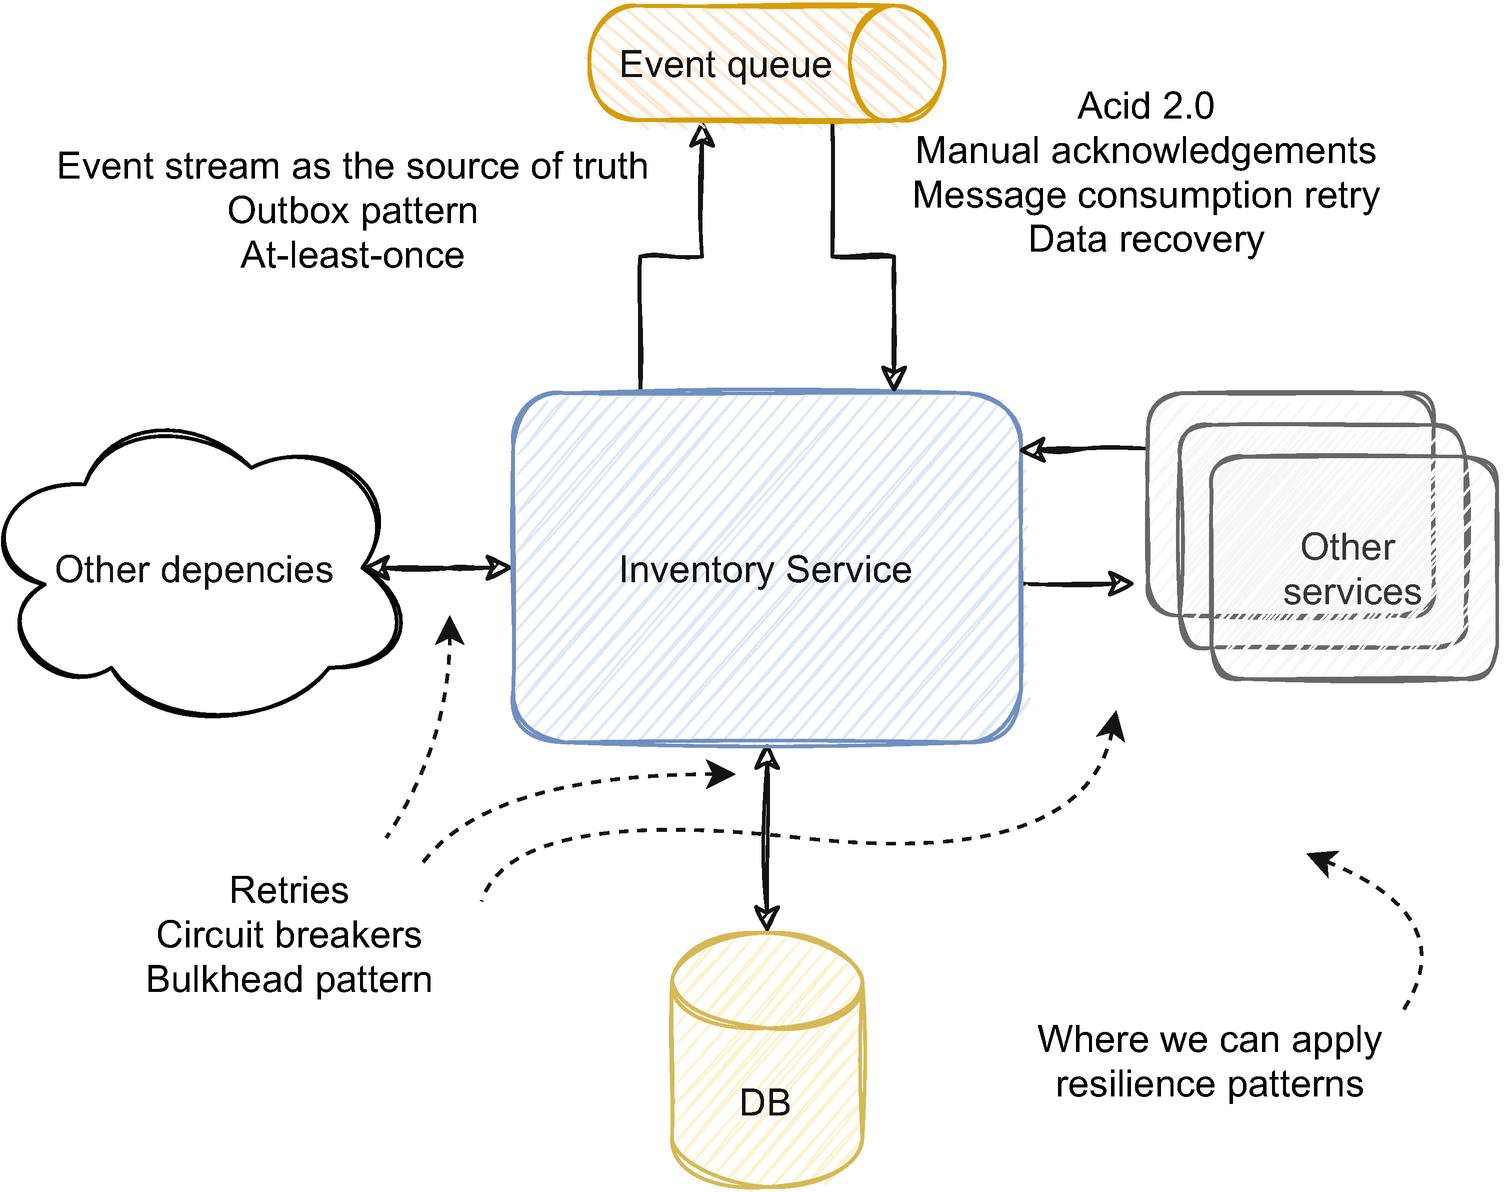 Event queue
Acid 2.0
Manual acknowledgements
Message consumption retry
Data recovery
Event stream as the source of truth
Outbox pattern
At-least-once
Other depencies
Inventory Service
Other
services
Retries
Circuit breakers
Bulkhead pattern
Where we can apply
resilience patterns
DB